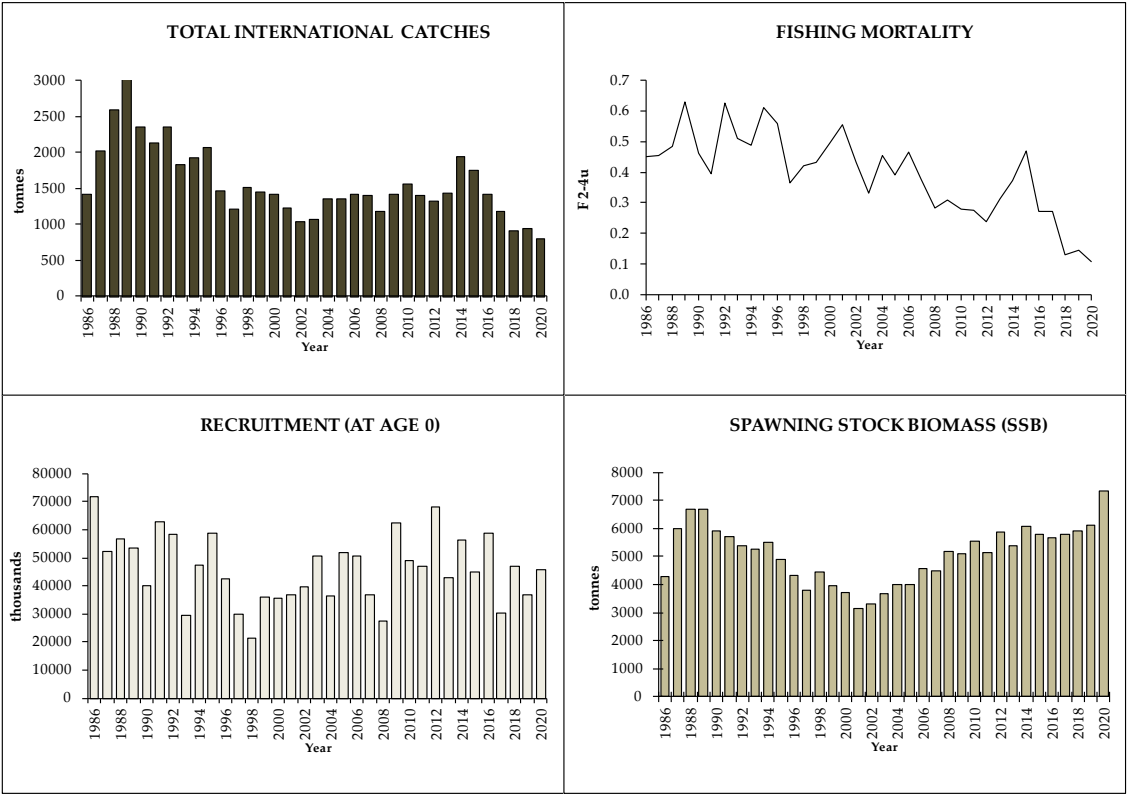 TOTAL INTERNATIONAL CATCHES
3000
2500
2000
1500
1000
500
0
tonnes
1986 1988 1990 1992 1994 1996 1998 2000 2002 2004 2006 2008 2010 2012 2014 2016 2018 2020
Year
FISHING MORTALITY
0.7
0.6
0.5
0.4
0.3
0.2
0.1
0.0
F 2-4u
1986 1988 1990 1992 1994 1996 1998 2000 2002 2004 2006 2008 2010 2012 2014 2016 2018 2020
Year
RECRUITMENT (AT AGE 0)
80000
70000
60000
50000
40000
30000
20000
10000
0
thousands
1986 1988 1990 1992 1994 1996 1998 2000 2002 2004 2006 2008 2010 2012 2014 2016 2018 2020
Year
SPAWNING STOCK BIOMASS (SSB)
8000
7000
6000
5000
4000
3000
2000
1000
0
tonnes
1986 1988 1990 1992 1994 1996 1998 2000 2002 2004 2006 2008 2010 2012 2014 2016 2018 2020
Year